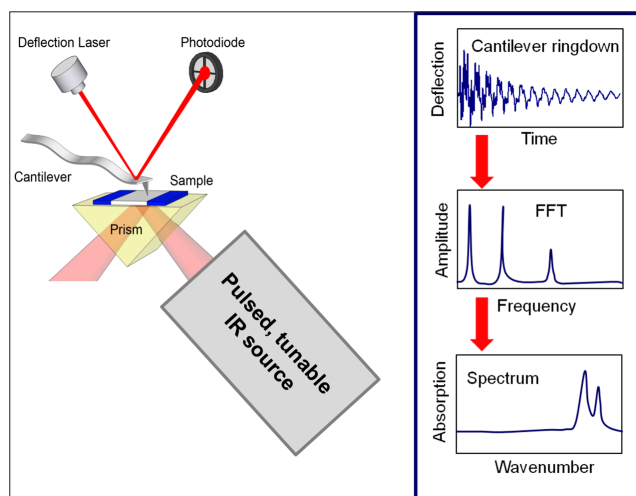 Deflection Laser
Photodiode
Cantilever
Sample
Prism
Pulsed, tunable
IR source
Cantilever ringdown
Deflection
Time
FFT
Amplitude
Frequency
Spectrum
Absorption
Wavenumber